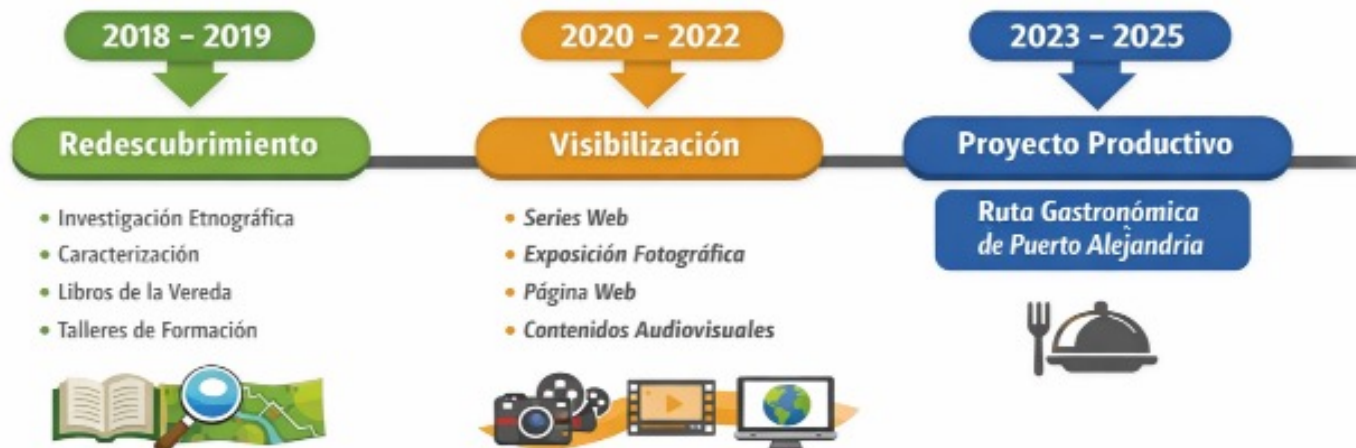 2018 – 2019
Redescubrimiento
• Investigación Etnográfica
• Caracterización
• Libros de la Vereda
• Talleres de Formación
2020 – 2022
Visibilización
• Series Web
• Exposición Fotográfica
• Página Web
• Contenidos Audiovisuales
2023 – 2025
Proyecto Productivo
Ruta Gastronómica
de Puerto Alejandría